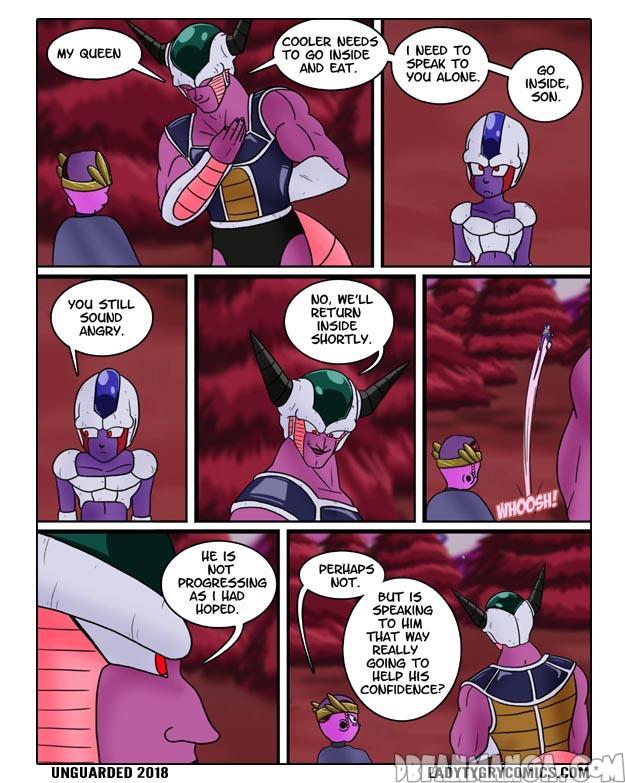 MY QUEEN
COOLER NEEDS
TO GO INSIDE
AND EAT.
I NEED TO
SPEAK TO
YOU ALONE.
GO
INSIDE,
SON.
YOU STILL
SOUND
ANGRY.
NO, WE'LL
RETURN
INSIDE
SHORTLY.
WHOOSH!
HE IS
NOT
PROGRESSING
AS I HAD
HOPED.
PERHAPS
NOT.
BUT IS
SPEAKING
TO HIM
THAT WAY
REALLY
GOING TO
HELP HIS
CONFIDENCE?
UNGUARDED 2018
LADYTYGRYCOMICS.COM
DBFANMANGA.COM